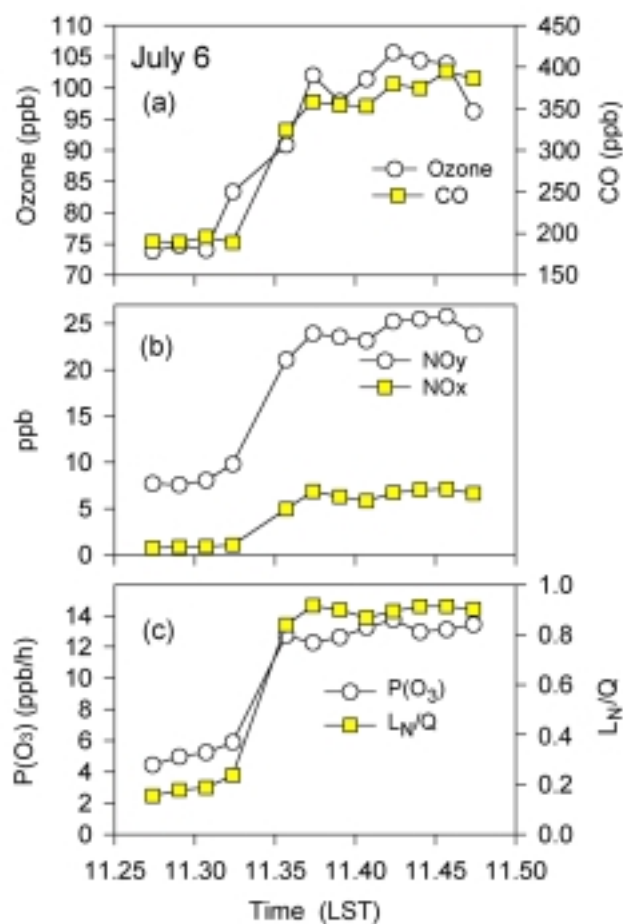 July 6
(a)
Ozone (ppb)
110
105
100
95
90
85
80
75
70
CO (ppb)
450
400
350
300
250
200
150
Ozone
CO
(b)
ppb
25
20
15
10
5
0
NOy
NOx
(c)
P(O₃) (ppb/h)
14
12
10
8
6
4
2
0
L_N/Q
1.0
0.8
0.6
0.4
0.2
0.0
P(O₃)
L_N/Q
11.25 11.30 11.35 11.40 11.45 11.50
Time (LST)